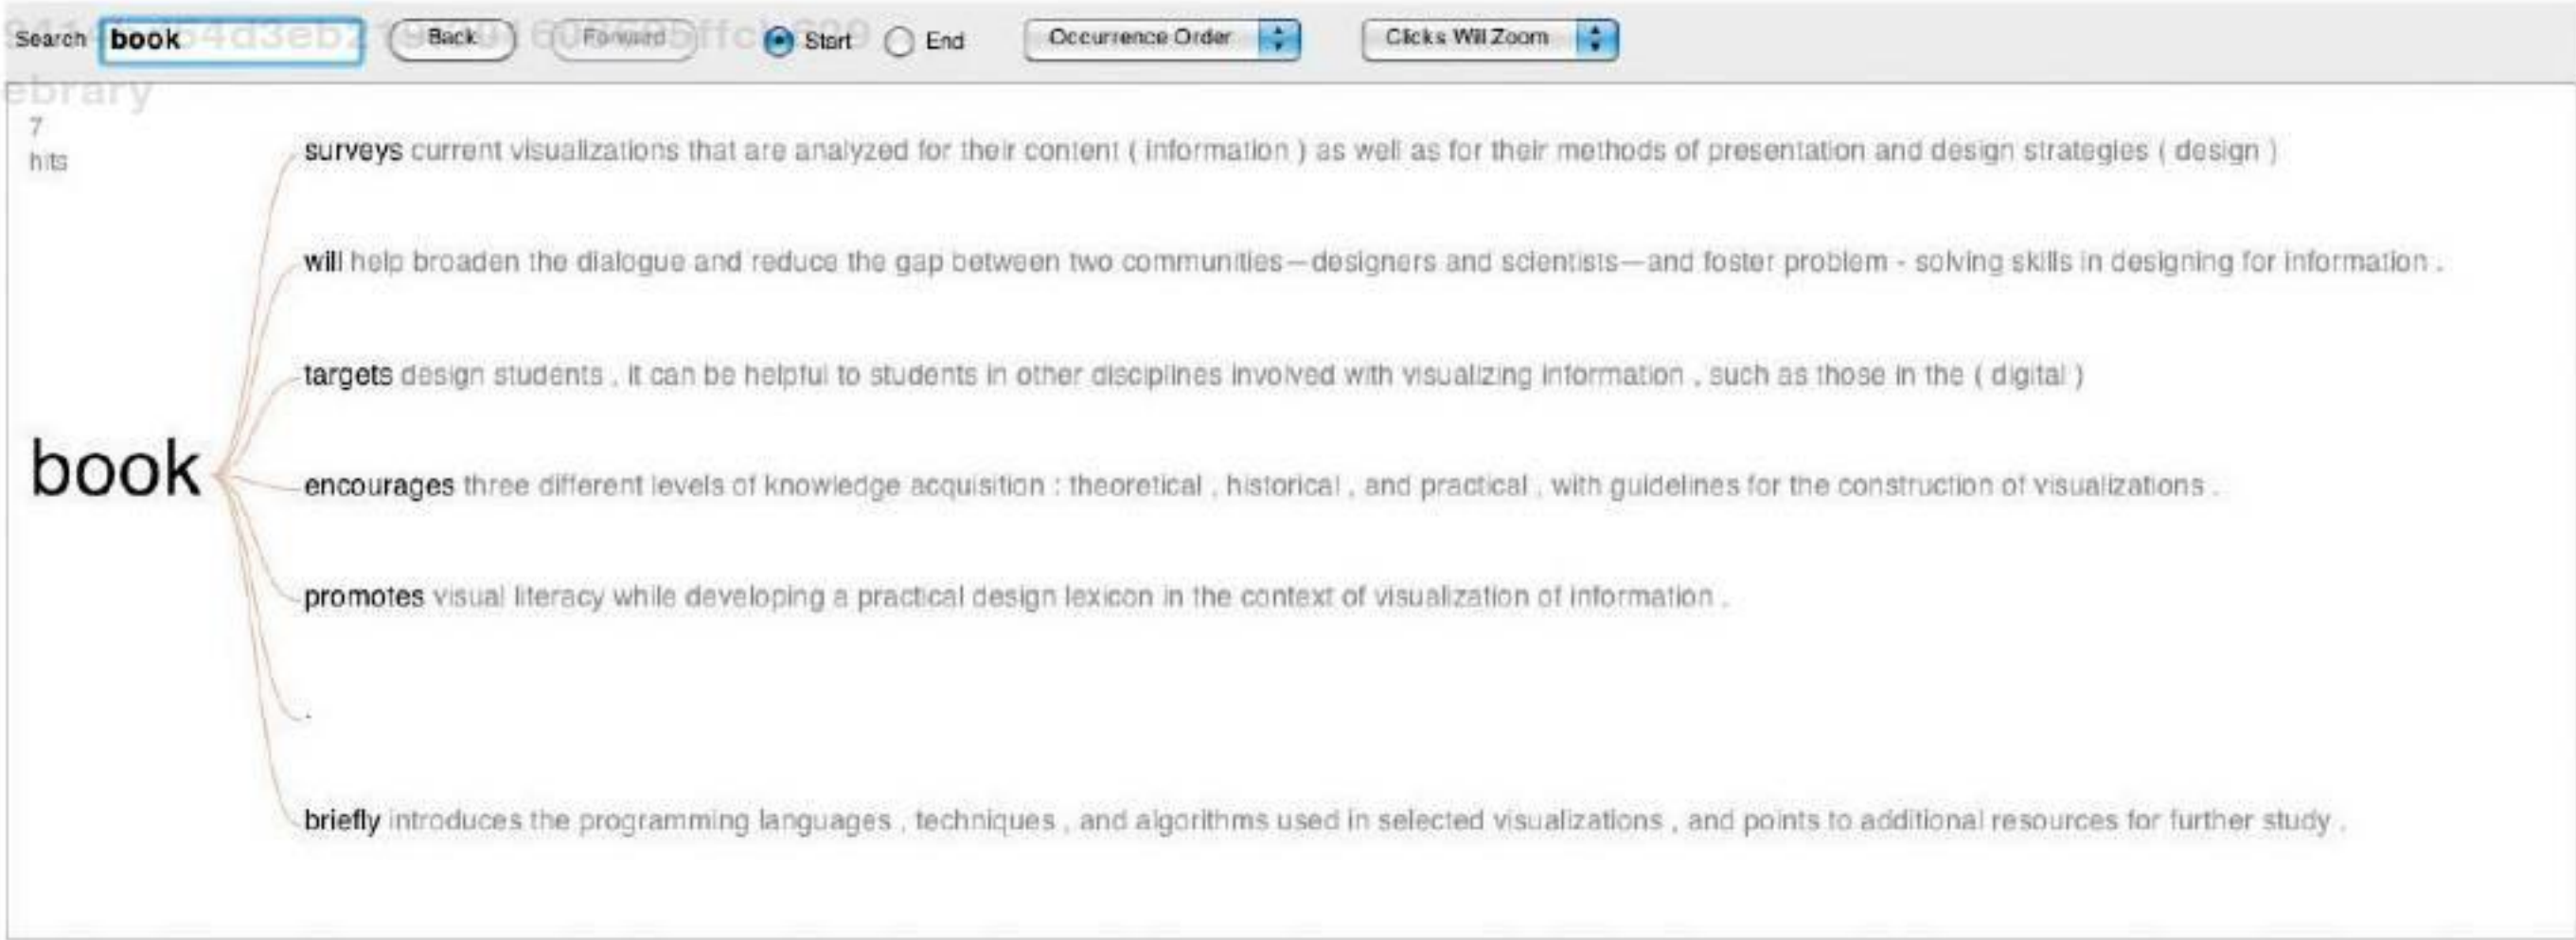 Search book Back Forward Start End Occurrence Order Clicks Will Zoom
ebrary
7
hits
surveys current visualizations that are analyzed for their content ( information ) as well as for their methods of presentation and design strategies ( design )
will help broaden the dialogue and reduce the gap between two communities—designers and scientists—and foster problem - solving skills in designing for information .
targets design students , it can be helpful to students in other disciplines involved with visualizing information , such as those in the ( digital )
book
encourages three different levels of knowledge acquisition : theoretical , historical , and practical , with guidelines for the construction of visualizations .
promotes visual literacy while developing a practical design lexicon in the context of visualization of information .
.
briefly introduces the programming languages , techniques , and algorithms used in selected visualizations , and points to additional resources for further study .